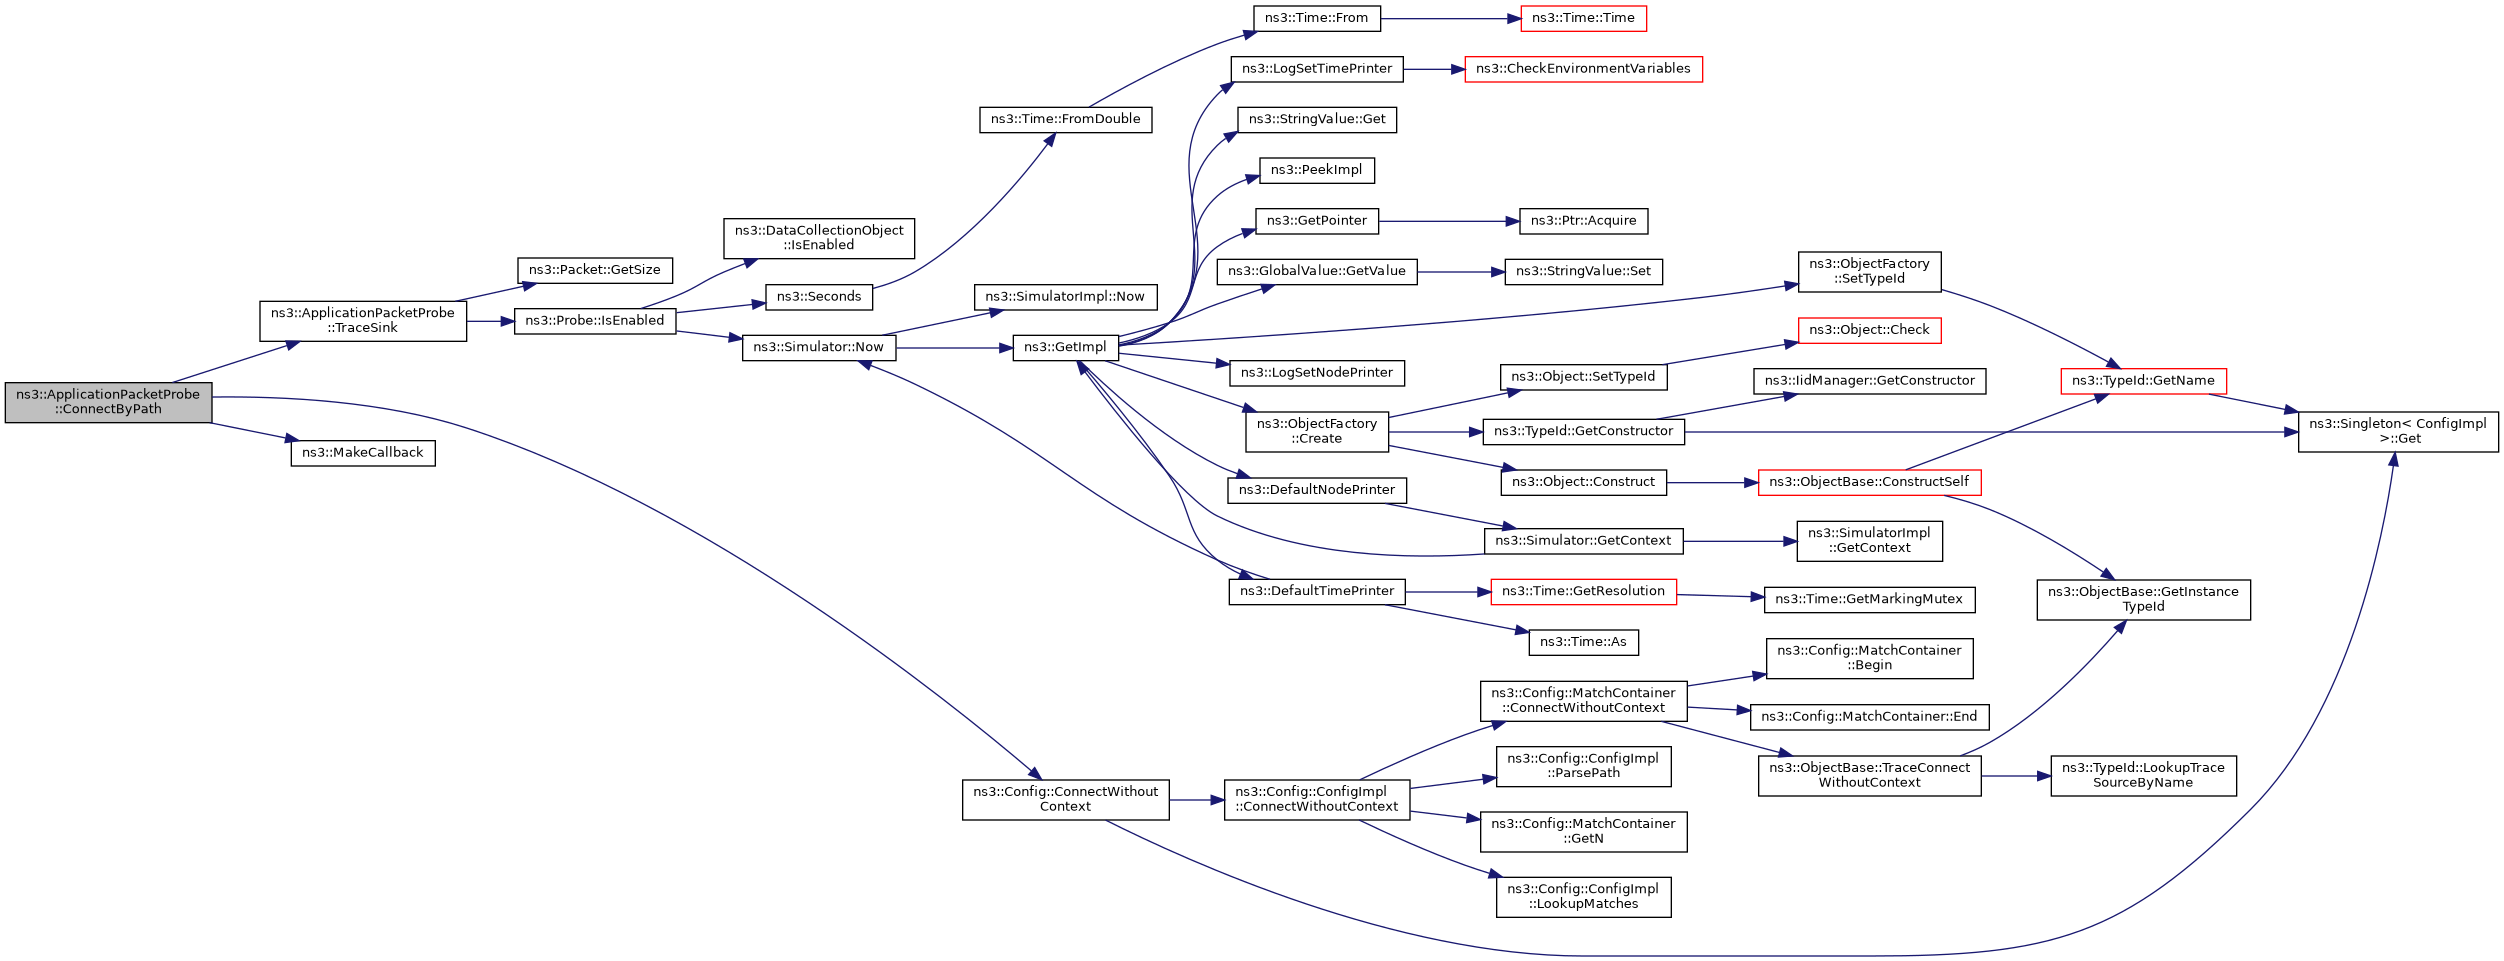 ns3::ApplicationPacketProbe
::ConnectByPath
ns3::ApplicationPacketProbe
::TraceSink
ns3::MakeCallback
ns3::Packet::GetSize
ns3::Probe::IsEnabled
ns3::DataCollectionObject
::IsEnabled
ns3::Seconds
ns3::Simulator::Now
ns3::Time::FromDouble
ns3::SimulatorImpl::Now
ns3::GetImpl
ns3::Config::ConnectWithout
Context
ns3::Time::From
ns3::LogSetTimePrinter
ns3::StringValue::Get
ns3::PeekImpl
ns3::GetPointer
ns3::GlobalValue::GetValue
ns3::LogSetNodePrinter
ns3::ObjectFactory
::Create
ns3::DefaultNodePrinter
ns3::DefaultTimePrinter
ns3::Config::ConfigImpl
::ConnectWithoutContext
ns3::Time::Time
ns3::CheckEnvironmentVariables
ns3::Ptr::Acquire
ns3::StringValue::Set
ns3::Object::SetTypeId
ns3::TypeId::GetConstructor
ns3::Object::Construct
ns3::Simulator::GetContext
ns3::Time::GetResolution
ns3::Time::As
ns3::Config::MatchContainer
::ConnectWithoutContext
ns3::Config::ConfigImpl
::ParsePath
ns3::Config::MatchContainer
::GetN
ns3::Config::ConfigImpl
::LookupMatches
ns3::ObjectFactory
::SetTypeId
ns3::Object::Check
ns3::IidManager::GetConstructor
ns3::ObjectBase::ConstructSelf
ns3::SimulatorImpl
::GetContext
ns3::Time::GetMarkingMutex
ns3::Config::MatchContainer
::Begin
ns3::Config::MatchContainer::End
ns3::ObjectBase::TraceConnect
WithoutContext
ns3::TypeId::GetName
ns3::ObjectBase::GetInstance
TypeId
ns3::TypeId::LookupTrace
SourceByName
ns3::Singleton< ConfigImpl
>::Get